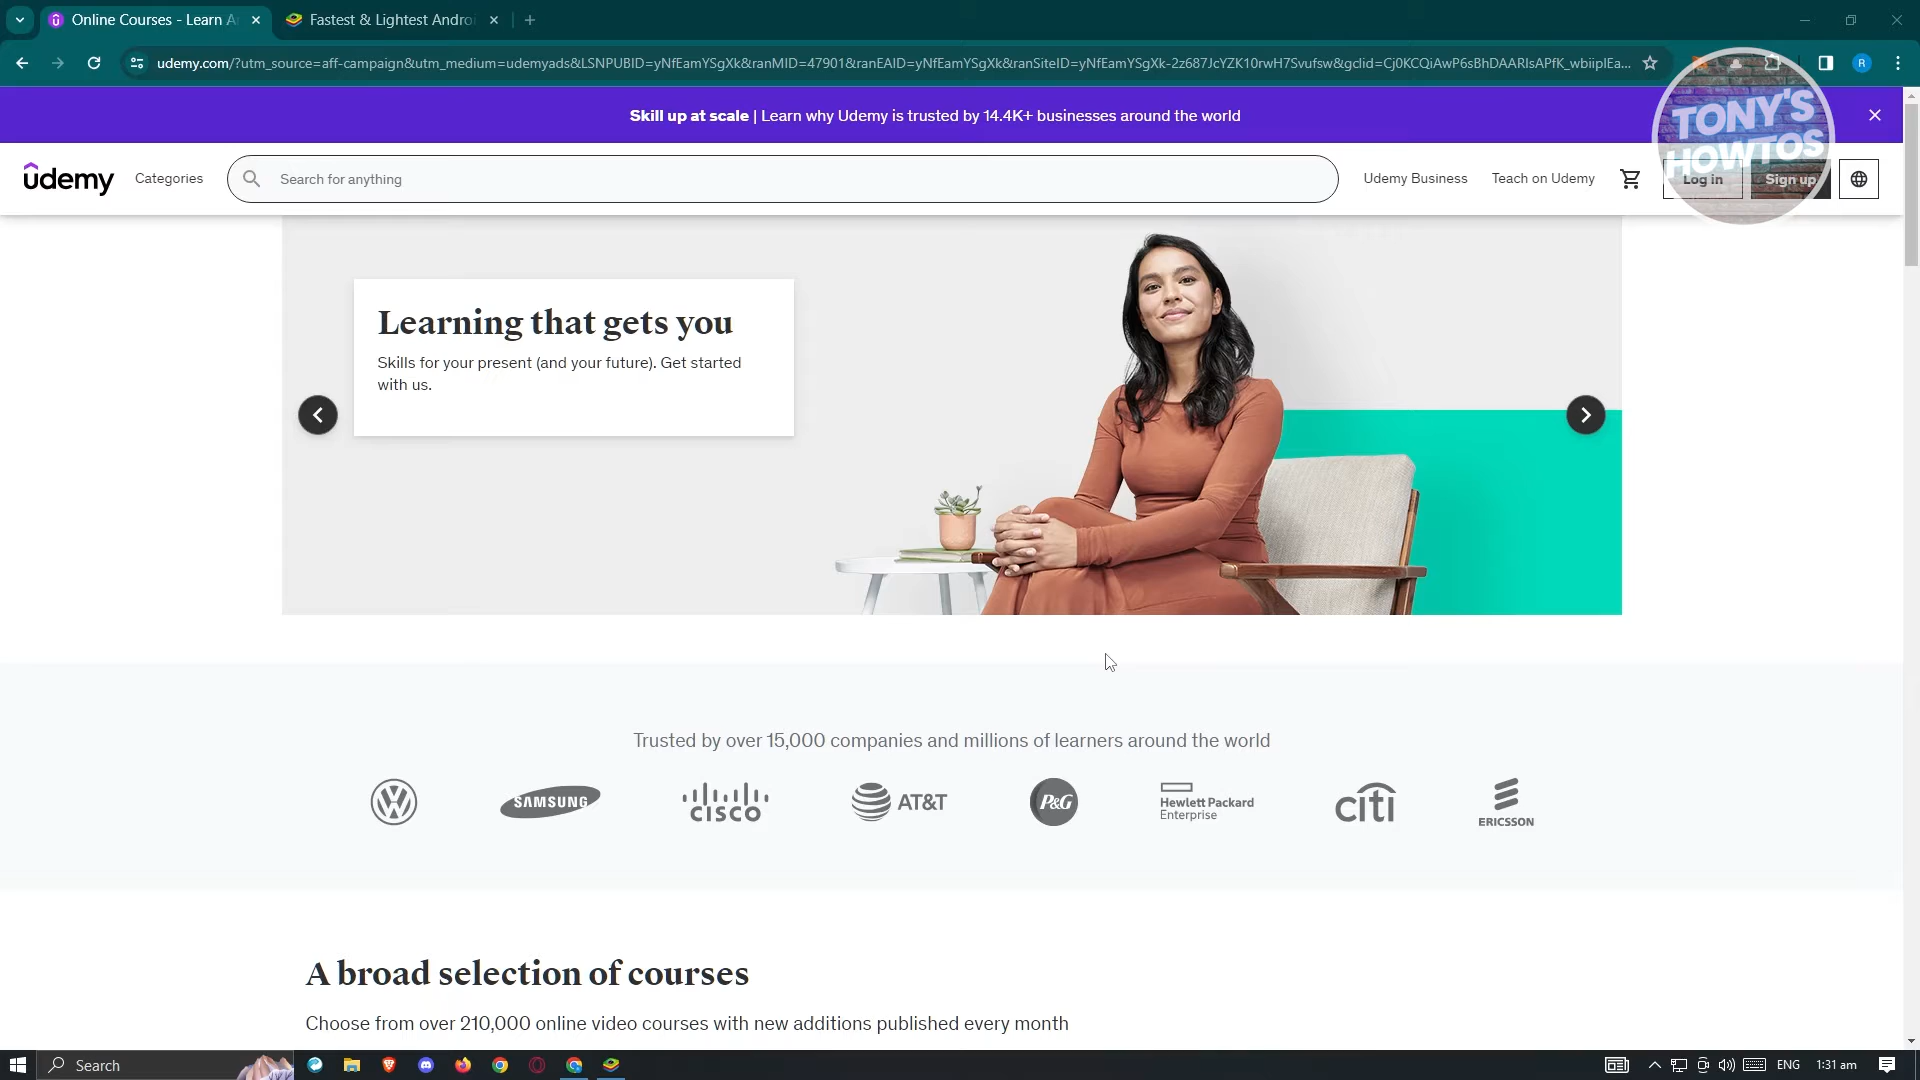 Online Courses - Learn A
Fastest & Lightest Andro
udemy.com/?utm_source=aff-campaign&utm_medium=udemyads&LSNPUBID=yNfEamYSgXk&ranMID=47901&ranEAID=yNfEamYSgXk&ranSiteID=yNfEamYSgXk-2z687JcYZK10rwH7Svufsw&gclid=Cj0KCQiAwP6sBhDAARIsAPfK_wbiiplEa...
R
Skill up at scale | Learn why Udemy is trusted by 14.4K+ businesses around the world
TONY'S
HOWTOS
udemy
Categories
Search for anything
Udemy Business
Teach on Udemy
Log in
Sign up
Learning that gets you
Skills for your present (and your future). Get started
with us.
Trusted by over 15,000 companies and millions of learners around the world
SAMSUNG
CISCO
AT&T
P&G
Hewlett Packard
Enterprise
citi
ERICSSON
A broad selection of courses
Choose from over 210,000 online video courses with new additions published every month
Search
ENG
1:31 am